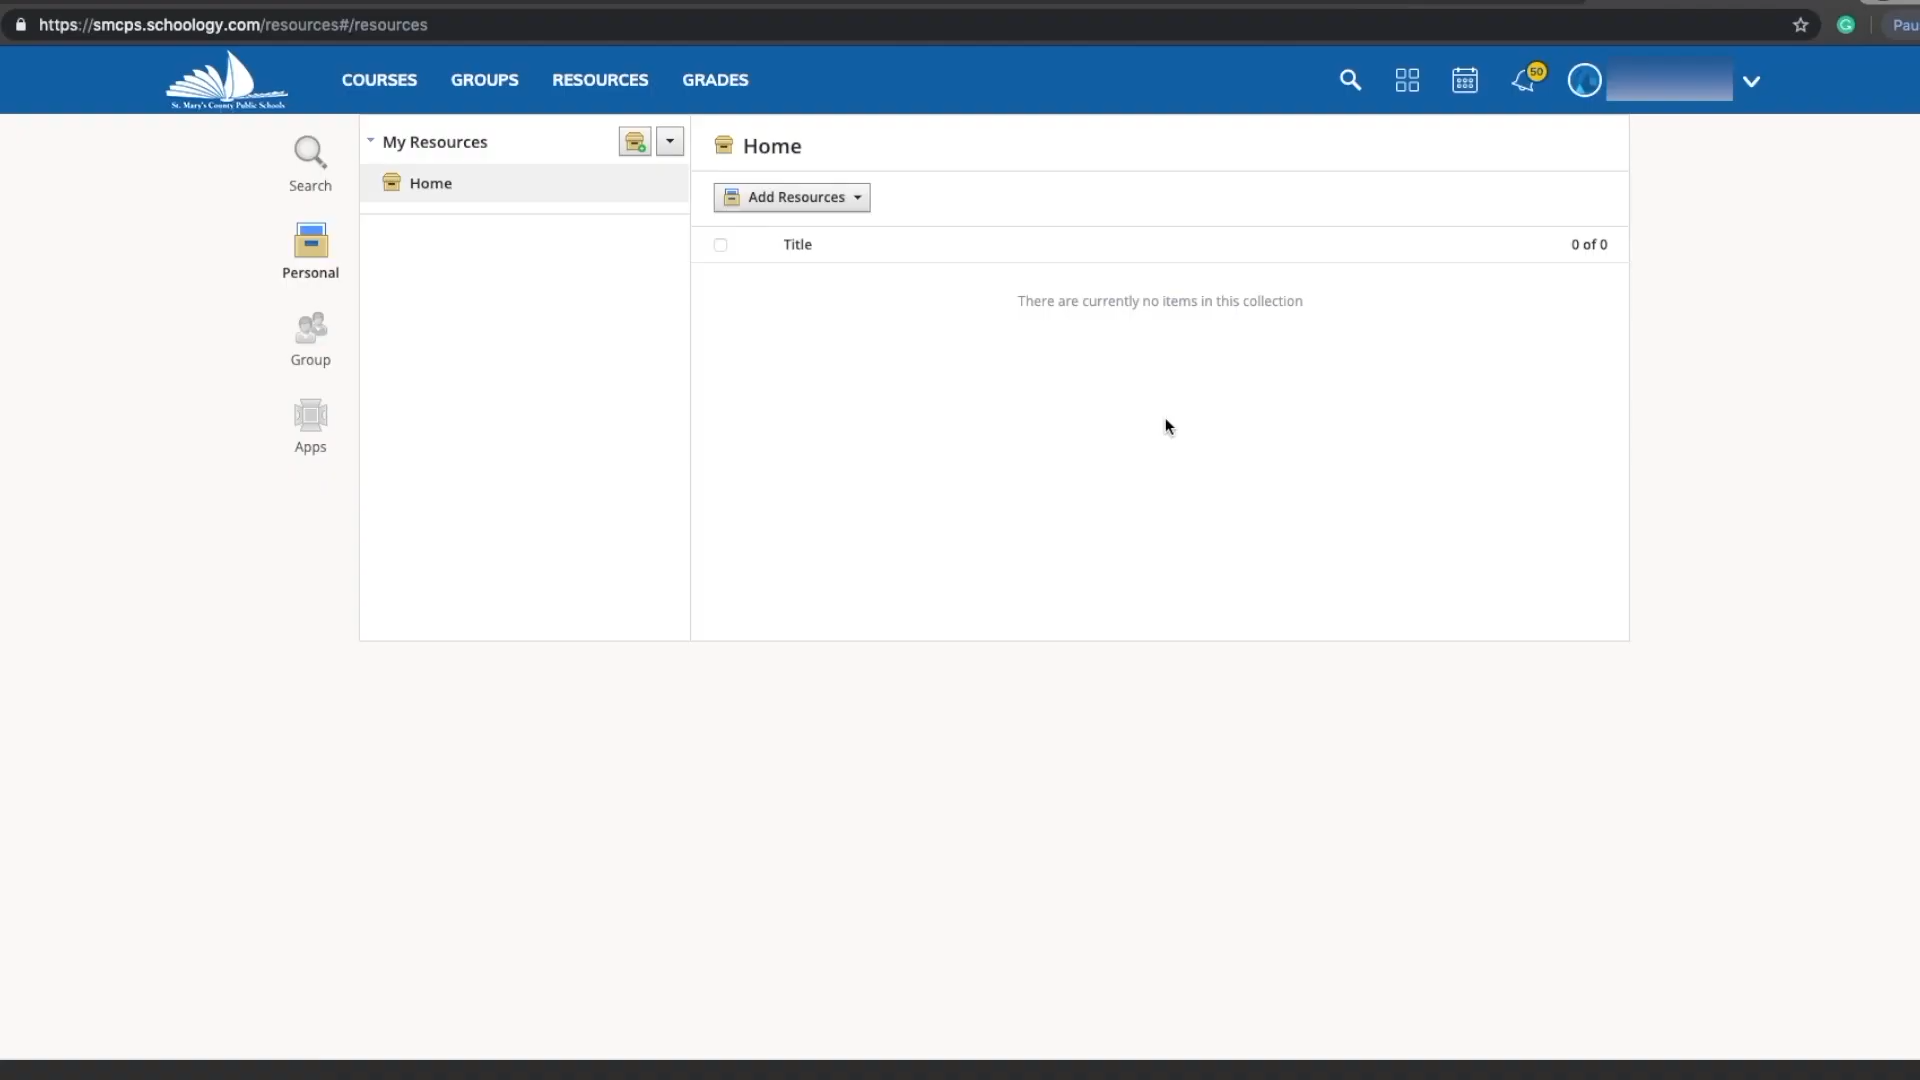 https://smcps.schoology.com/resources#/resources
Pau
St. Mary's County Public Schools
COURSES GROUPS RESOURCES GRADES
50
Search
Personal
Group
Apps
My Resources
Home
Home
Add Resources
Title 0 of 0
There are currently no items in this collection